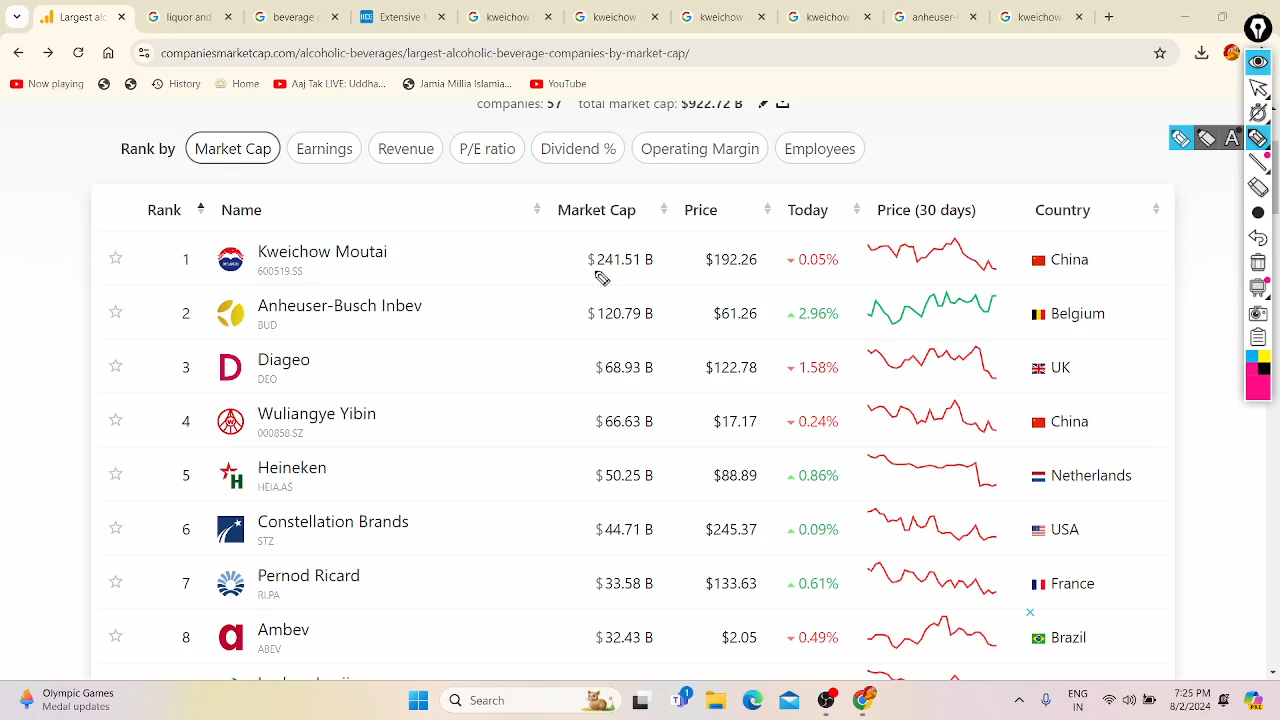 Largest alc
liquor and
beverage
Extensive
kweichow
kweichow
kweichow
kweichow
anheuser-
kweichow
companiesmarketcap.com/alcoholic-beverages/largest-alcoholic-beverage-companies-by-market-cap/
Now playing
History
Home
Aaj Tak LIVE: Uddha...
Jamia Millia Islamia...
YouTube
companies: 57 total market cap: $922.72 B
Rank by Market Cap Earnings Revenue P/E ratio Dividend % Operating Margin Employees
Rank Name Market Cap Price Today Price (30 days) Country
1 Kweichow Moutai $241.51 B $192.26 0.05% China
600519.SS
2 Anheuser-Busch Inbev $120.79 B $61.26 2.96% Belgium
BUD
3 Diageo $68.93 B $122.78 1.58% UK
DEO
4 Wuliangye Yibin $66.63 B $17.17 0.24% China
000858.SZ
5 Heineken $50.25 B $88.89 0.86% Netherlands
HEIA.AS
6 Constellation Brands $44.71 B $245.37 0.09% USA
STZ
7 Pernod Ricard $33.58 B $133.63 0.61% France
RI.PA
8 Ambev $32.43 B $2.05 0.49% Brazil
ABEV
Olympic Games
Medal updates
Search
ENG
IN
7:25 PM
8/2/2024